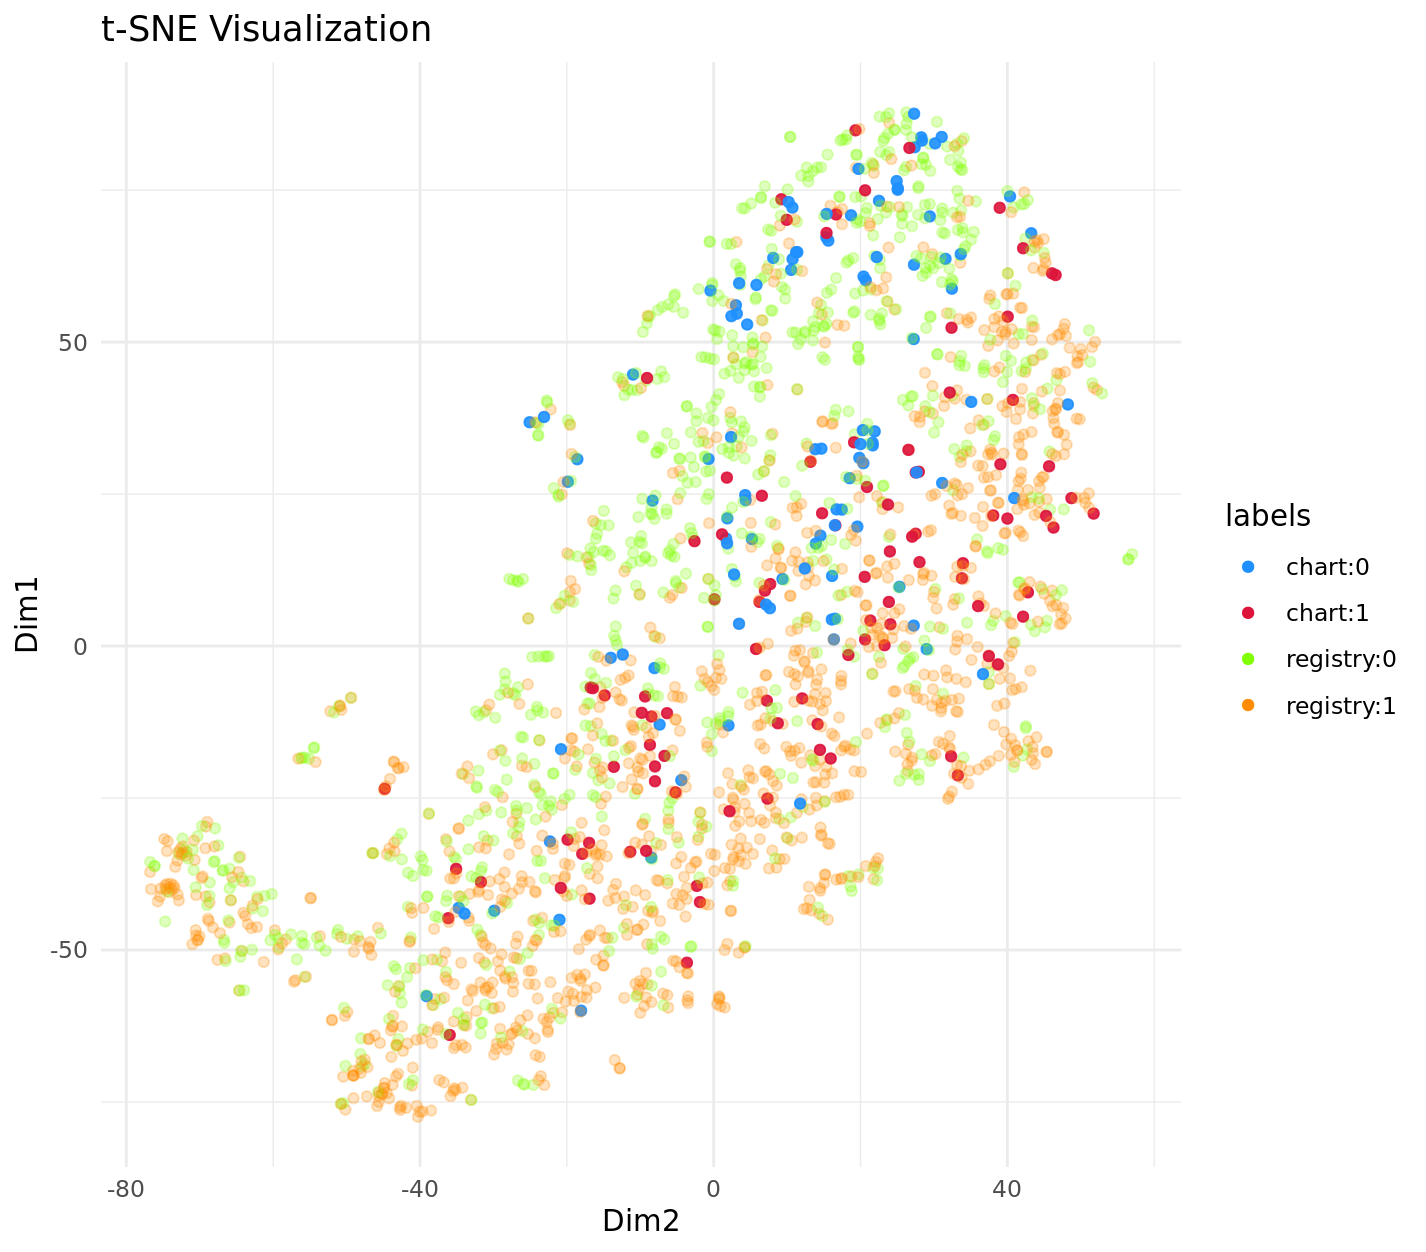 t-SNE Visualization
Dim1
50
0
-50
-80
-40
0
40
Dim2
labels
chart:0
chart:1
registry:0
registry:1